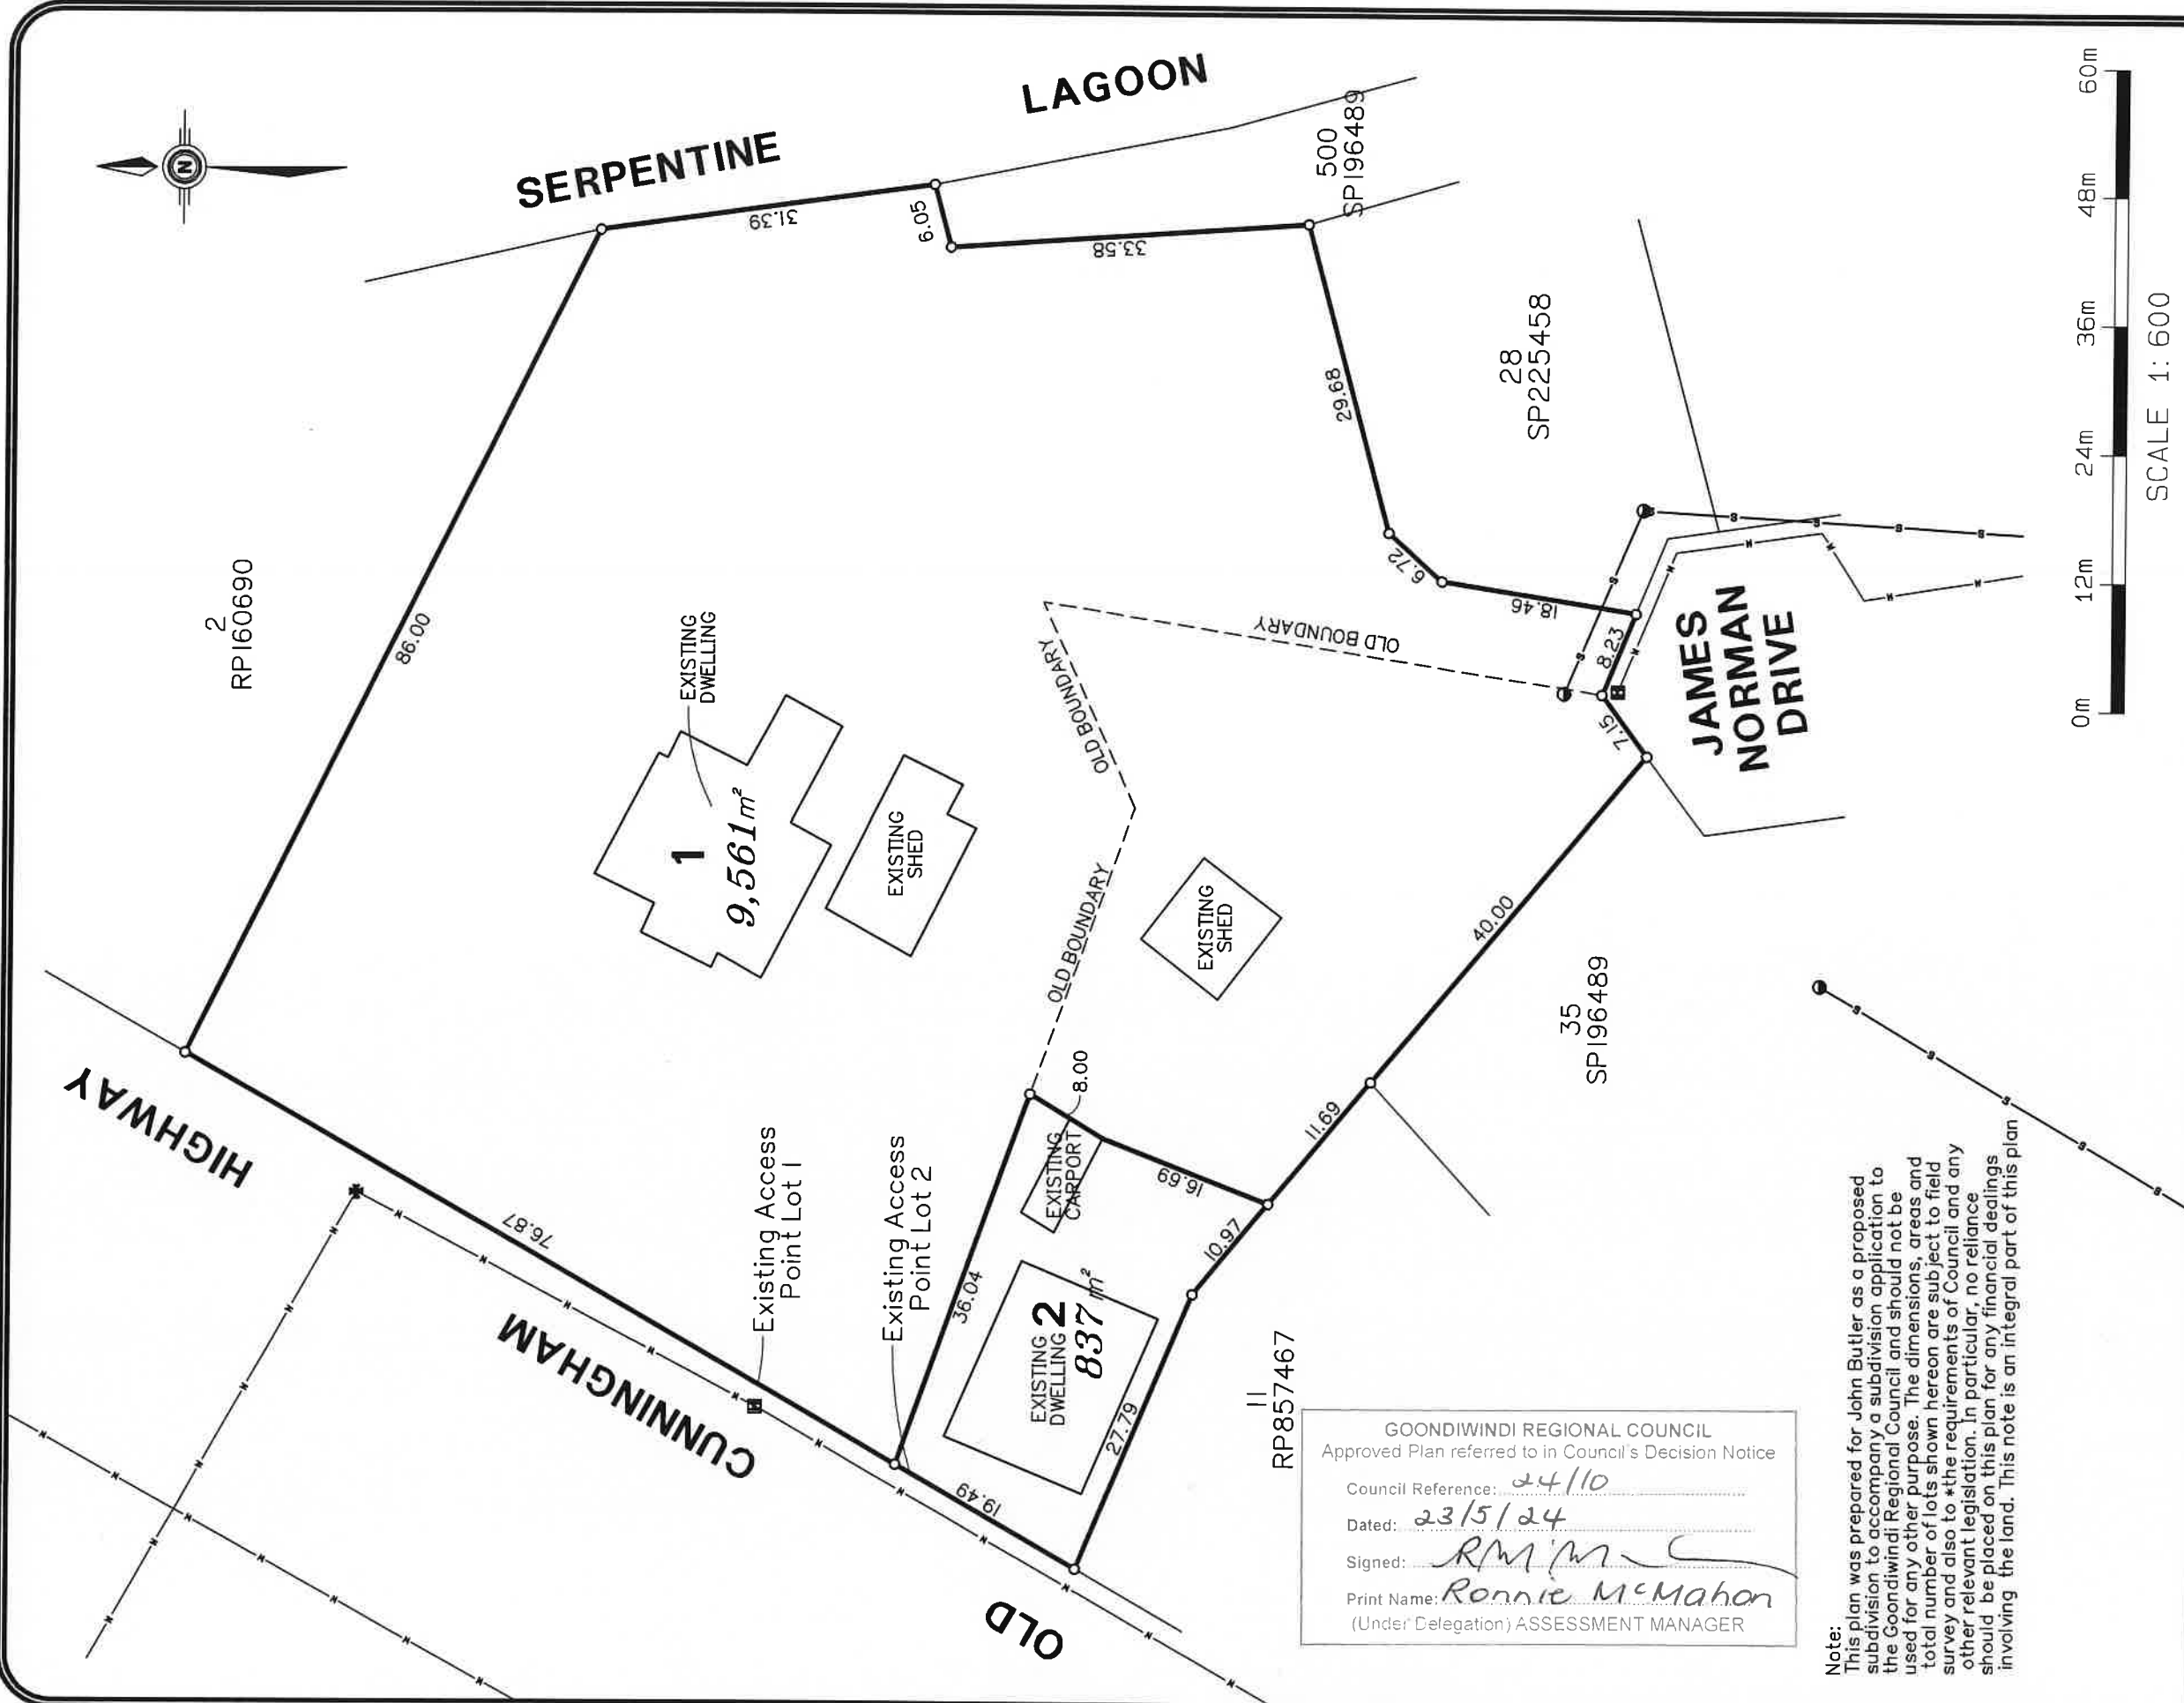 N
SERPENTINE
LAGOON
500
SP196489
2
RP160690
86.00
31.39
6.05
33.58
29.68
28
SP225458
6.72
18.46
8.23
7.15
JAMES
NORMAN
DRIVE
EXISTING
DWELLING
1
9,561m²
EXISTING
SHED
EXISTING
SHED
OLD BOUNDARY
OLD BOUNDARY
OLD BOUNDARY
40.00
11.69
35
SP196489
HIGHWAY
CUNNINGHAM
OLD
76.87
Existing Access
Point Lot 1
Existing Access
Point Lot 2
36.04
8.00
EXISTING
CARPORT
16.69
10.97
EXISTING
DWELLING
2
837 m²
27.79
19.49
11
RP857467
GOONDIWINDI REGIONAL COUNCIL
Approved Plan referred to in Council's Decision Notice
Council Reference: 24/10
Dated: 23/5/24
Signed:
Print Name: Ronnie McMahon
(Under Delegation) ASSESSMENT MANAGER
Note:
This plan was prepared for John Butler as a proposed
subdivision to accompany a subdivision application to
the Goondiwindi Regional Council and should not be
used for any other purpose. The dimensions, areas and
total number of lots shown hereon are subject to field
survey and also to *the requirements of Council and any
other relevant legislation. In particular, no reliance
should be placed on this plan for any financial dealings
involving the land. This note is an integral part of this plan
0m 12m 24m 36m 48m 60m
SCALE 1:600